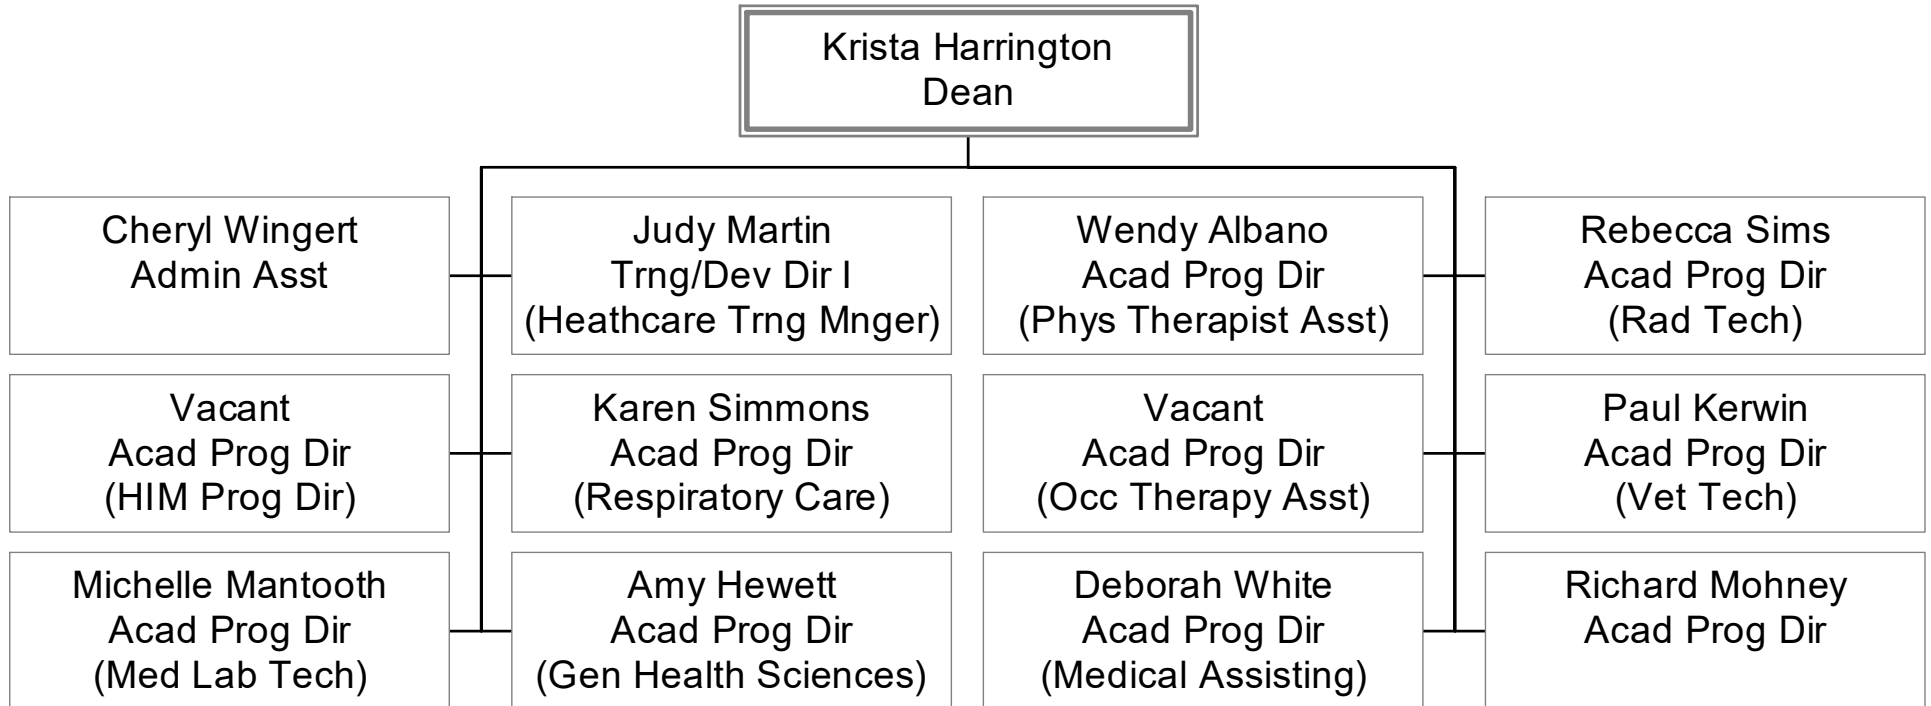 Krista Harrington
Dean
Cheryl Wingert
Admin Asst
Judy Martin
Trng/Dev Dir I
(Heathcare Trng Mnger)
Wendy Albano
Acad Prog Dir
(Phys Therapist Asst)
Rebecca Sims
Acad Prog Dir
(Rad Tech)
Vacant
Acad Prog Dir
(HIM Prog Dir)
Karen Simmons
Acad Prog Dir
(Respiratory Care)
Vacant
Acad Prog Dir
(Occ Therapy Asst)
Paul Kerwin
Acad Prog Dir
(Vet Tech)
Michelle Mantooth
Acad Prog Dir
(Med Lab Tech)
Amy Hewett
Acad Prog Dir
(Gen Health Sciences)
Deborah White
Acad Prog Dir
(Medical Assisting)
Richard Mohney
Acad Prog Dir